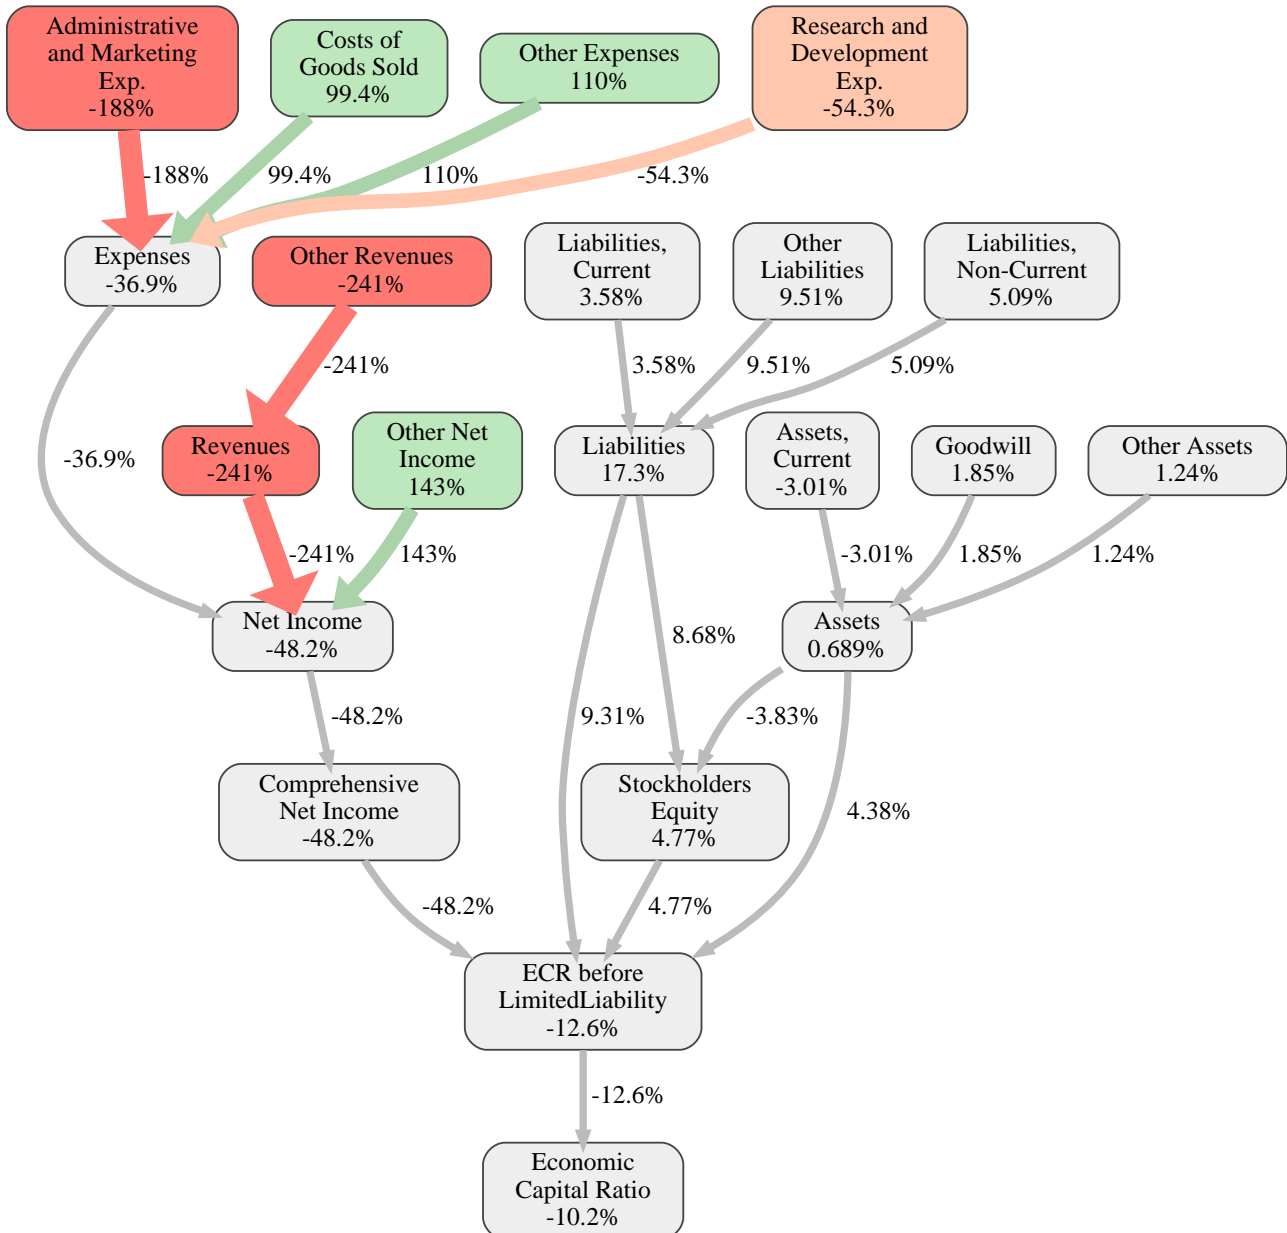 Administrative
and Marketing
Exp.
-188%
Costs of
Goods Sold
99.4%
Other Expenses
110%
Research and
Development
Exp.
-54.3%
-188%
99.4%
110%
-54.3%
Expenses
-36.9%
Other Revenues
-241%
Liabilities,
Current
3.58%
Other
Liabilities
9.51%
Liabilities,
Non-Current
5.09%
-241%
3.58%
9.51%
5.09%
-36.9%
Revenues
-241%
Other Net
Income
143%
Liabilities
17.3%
Assets,
Current
-3.01%
Goodwill
1.85%
Other Assets
1.24%
-241%
143%
-3.01%
1.85%
1.24%
Net Income
-48.2%
8.68%
Assets
0.689%
-48.2%
9.31%
-3.83%
Comprehensive
Net Income
-48.2%
Stockholders
Equity
4.77%
4.38%
-48.2%
4.77%
ECR before
LimitedLiability
-12.6%
-12.6%
Economic
Capital Ratio
-10.2%